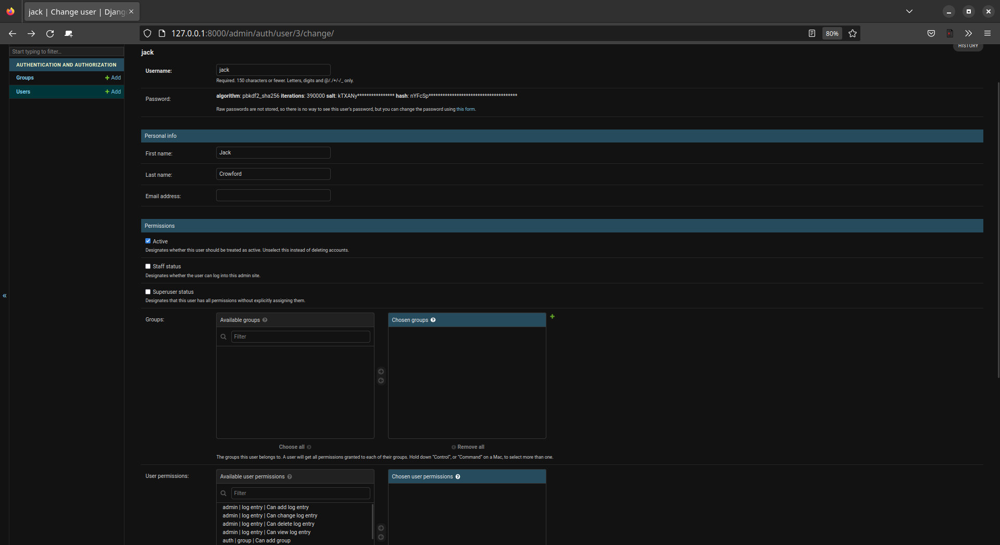 jack | Change user | Djang
127.0.0.1:8000/admin/auth/user/3/change/
80%
Start typing to filter...
AUTHENTICATION AND AUTHORIZATION
Groups
Add
Users
Add
«
jack
HISTORY
Username:
jack
Required. 150 characters or fewer. Letters, digits and @/./+/-/_ only.
Password:
algorithm: pbkdf2_sha256 iterations: 390000 salt: kTXANy**************** hash: nYFcSp**************************************
Raw passwords are not stored, so there is no way to see this user's password, but you can change the password using this form.
Personal info
First name:
Jack
Last name:
Crowford
Email address:
Permissions
Active
Designates whether this user should be treated as active. Unselect this instead of deleting accounts.
Staff status
Designates whether the user can log into this admin site.
Superuser status
Designates that this user has all permissions without explicitly assigning them.
Groups:
Available groups ?
Filter
Chosen groups ?
Choose all
Remove all
The groups this user belongs to. A user will get all permissions granted to each of their groups. Hold down “Control”, or “Command” on a Mac, to select more than one.
User permissions:
Available user permissions ?
Filter
Chosen user permissions ?
admin | log entry | Can add log entry
admin | log entry | Can change log entry
admin | log entry | Can delete log entry
admin | log entry | Can view log entry
auth | group | Can add group